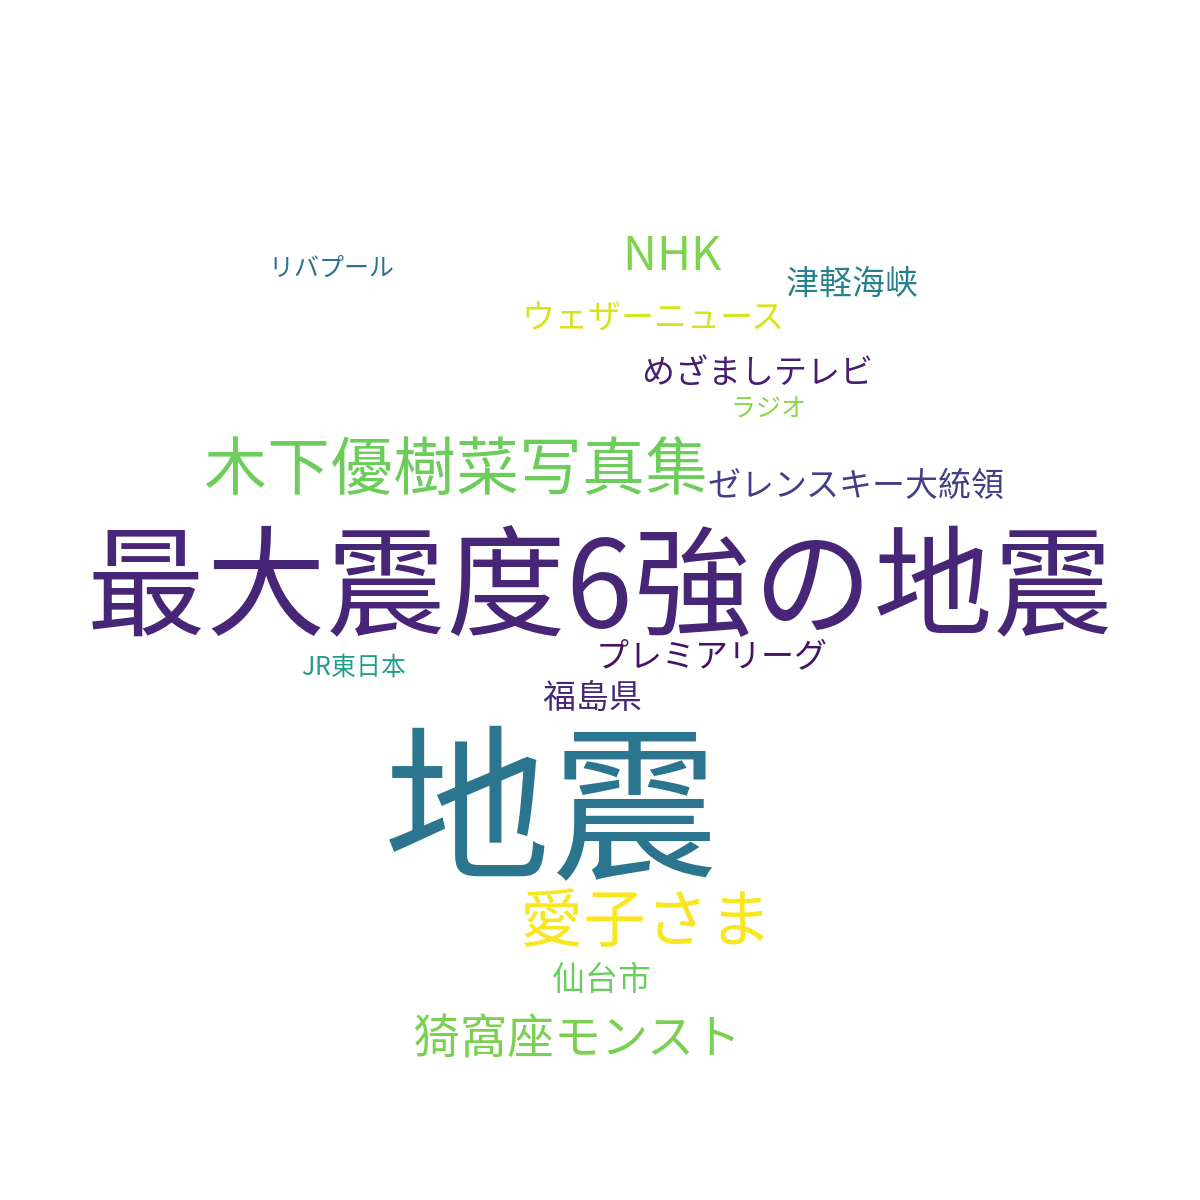 NHK
リバプール
津軽海峡
ウェザーニュース
めざましテレビ
ラジオ
木下優樹菜写真集
ゼレンスキー大統領
最大震度6強の地震
プレミアリーグ
JR東日本
福島県
地震
愛子さま
仙台市
猗窩座モンスト